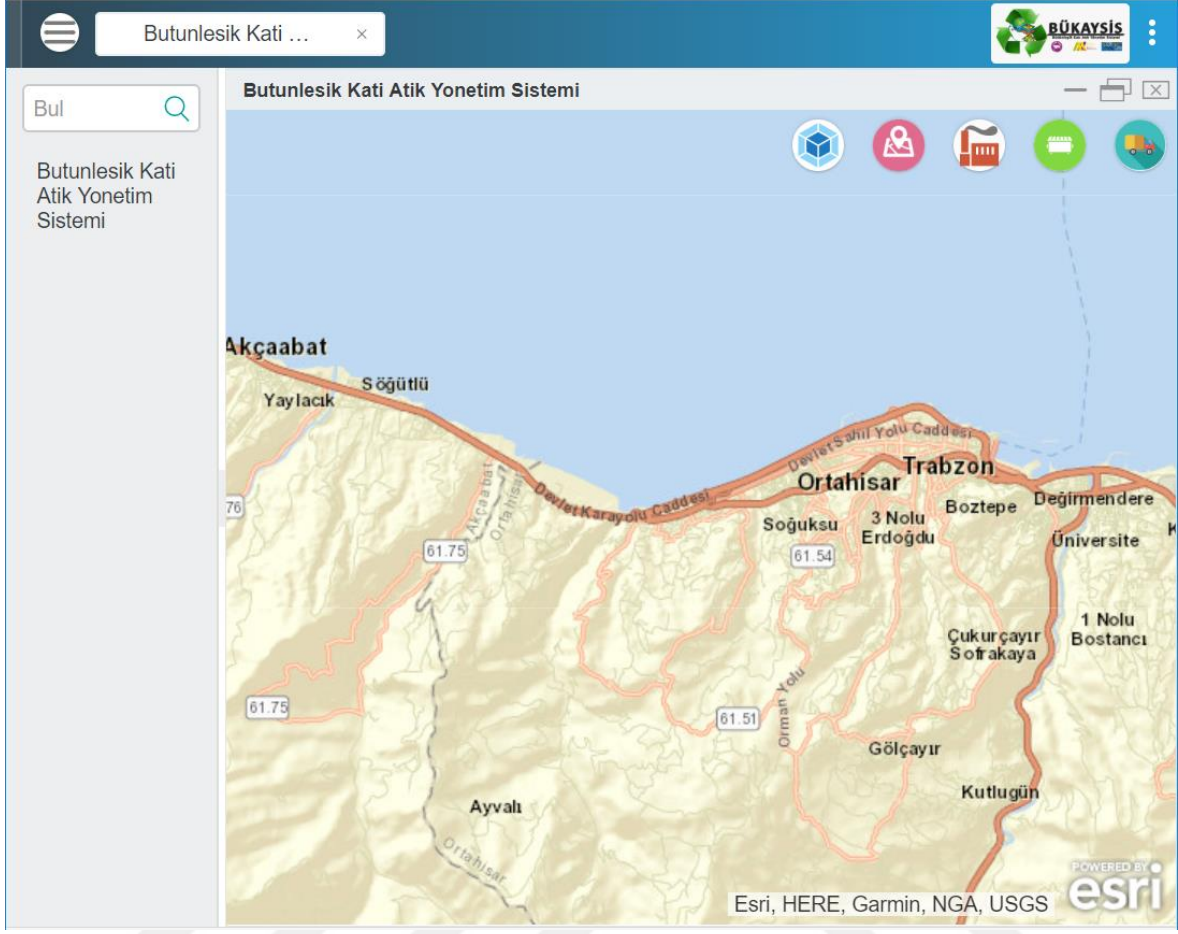 Butunlesik Kati ... ×
BÜKAYSİS
Butunlesik Kati Atik Yonetim Sistemi
Bul
Butunlesik Kati
Atik Yonetim
Sistemi
Akçaabat
Söğütlü
Yaylacık
Devlet Sahil Yolu Caddesi
Trabzon
Ortahisar
Devlet Karayolu Caddesi
Akçaabat
Ortahisar
76
Soğuksu
3 Nolu
Erdoğdu
Boztepe
Değirmendere
Üniversite
K
61.75
61.54
1 Nolu
Bostancı
Çukurçayır
Sofrakaya
Orman Yolu
61.75
61.51
Gölçayır
Kutlugün
Ayvalı
Ortahisar
POWERED BY
esri
Esri, HERE, Garmin, NGA, USGS